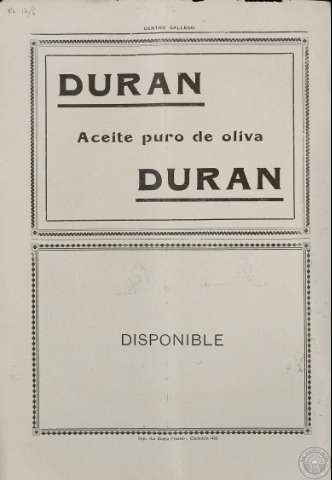 CENTRO GALLEGO
DURAN
Aceite puro de oliva
DURAN
DISPONIBLE